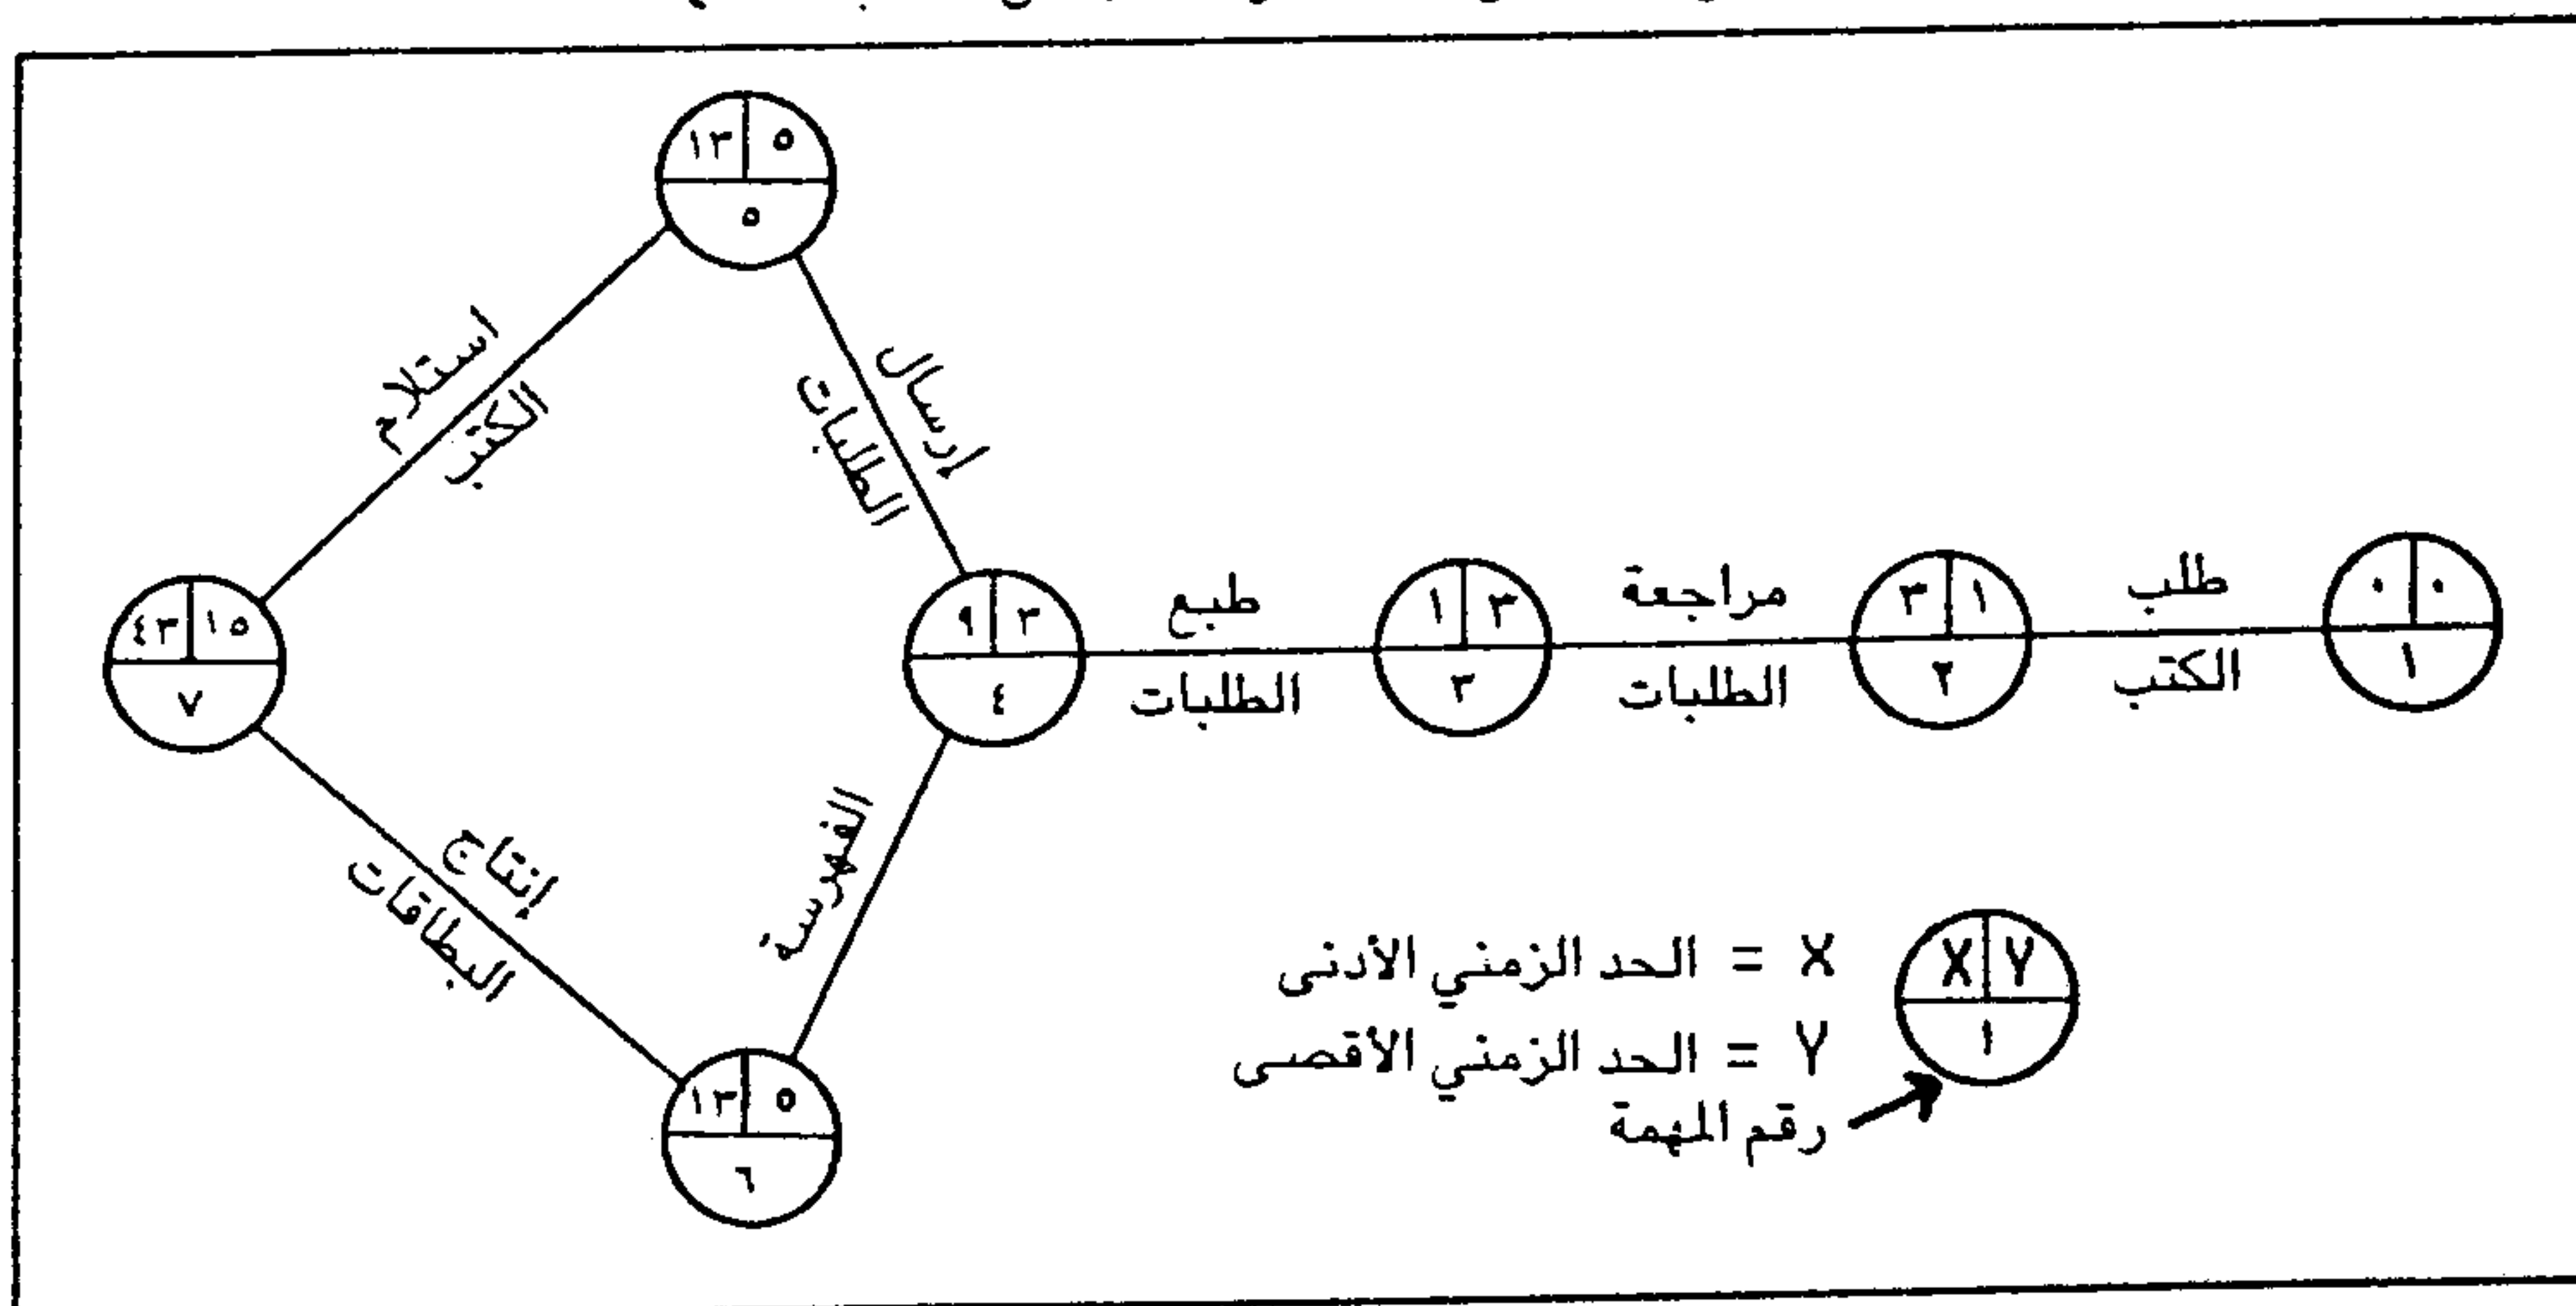 ١٣ ٥
٥
استلام
الكتب
إرسال
الطلبات
٠ ٠
١
طلب
الكتب
٣ ١
٢
مراجعة
الطلبات
١ ٣
٣
طبع
الطلبات
٩ ٣
٤
٤٣ ١٥
٧
الفهرسة
إنتاج
البطاقات
١٣ ٥
٦
X Y
١
X = الحد الزمني الأدنى
Y = الحد الزمني الأقصى
رقم المهمة